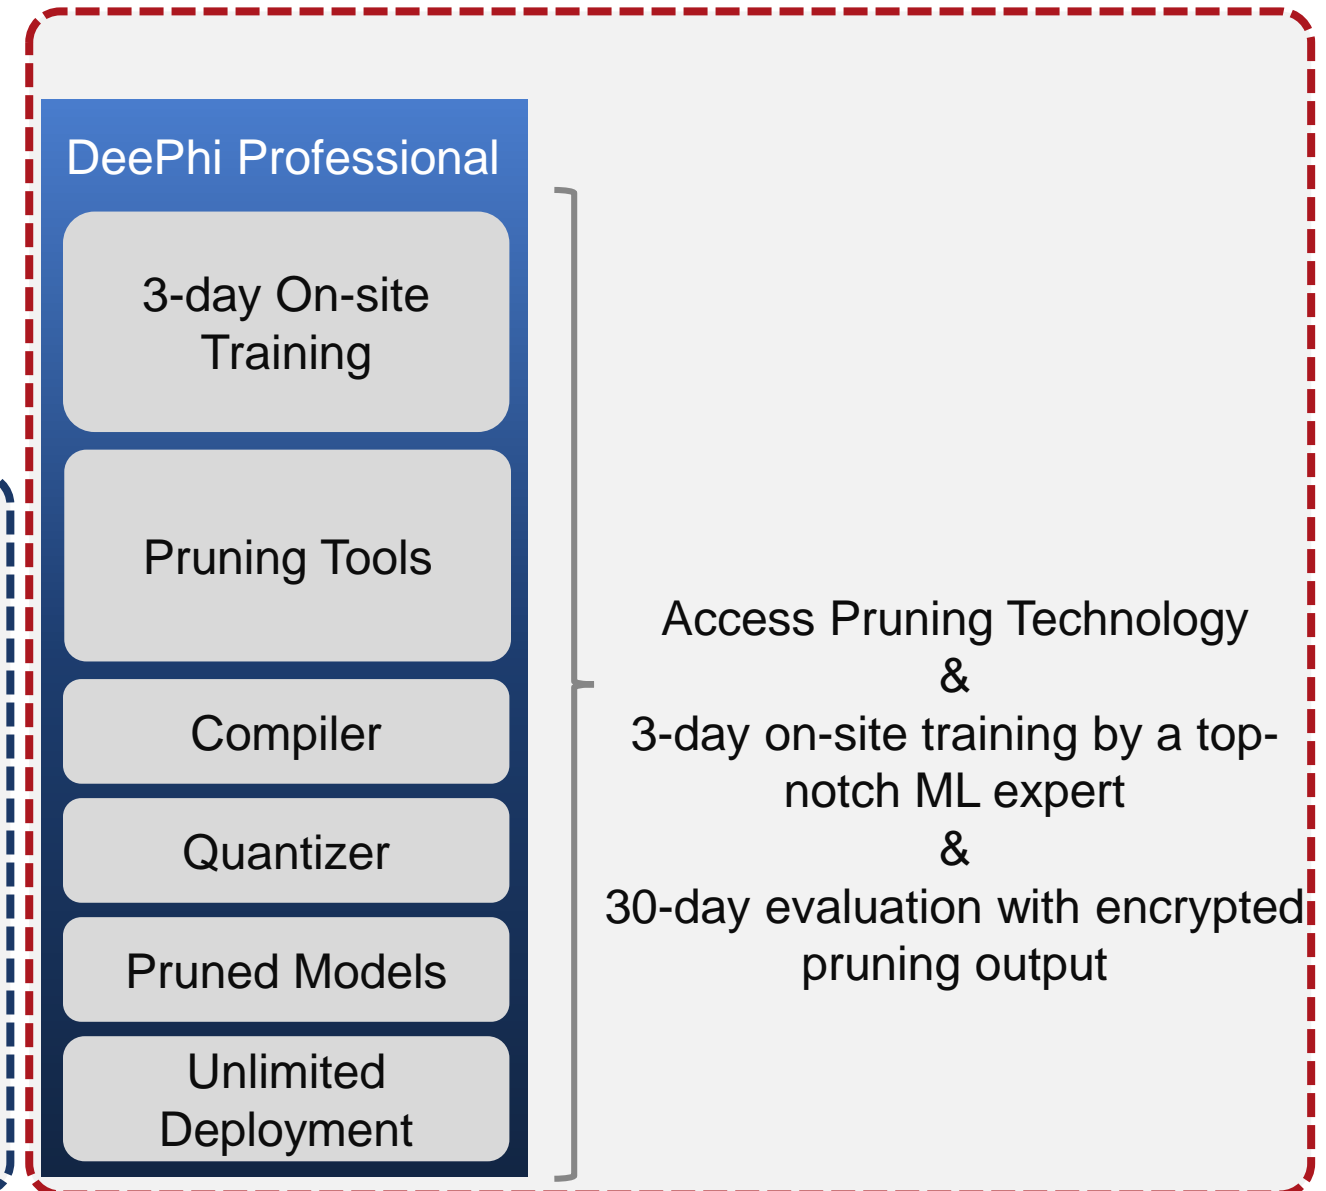 DeePhi Professional
3-day On-site
Training
Pruning Tools
Compiler
Quantizer
Pruned Models
Unlimited
Deployment
Access Pruning Technology
&
3-day on-site training by a top-
notch ML expert
&
30-day evaluation with encrypted
pruning output